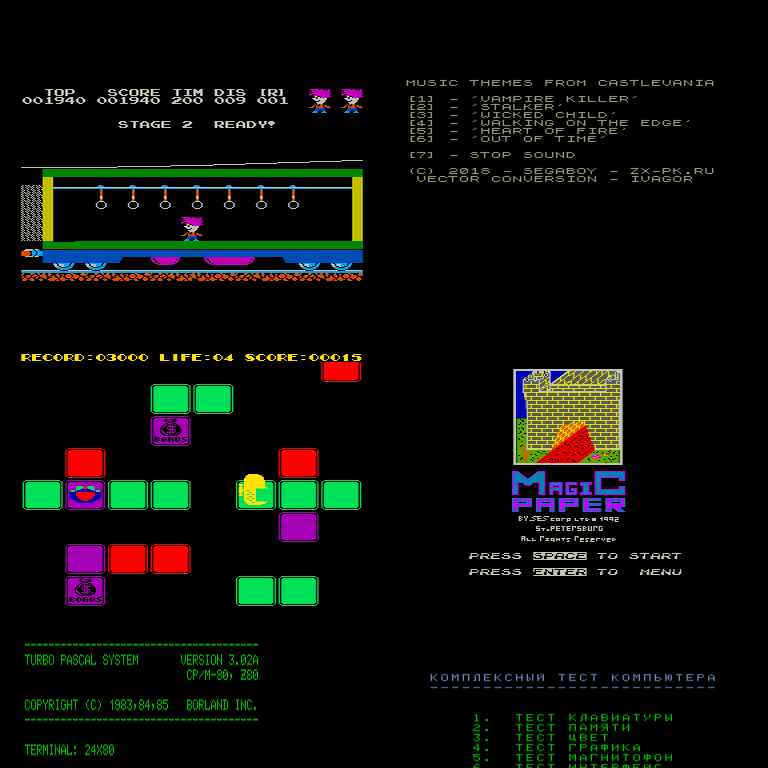 TOP SCORE TIM DIS [R]
001940 001940 200 009 001
STAGE 2 READY!
MUSIC THEMES FROM CASTLEVANIA
[1] - 'VAMPIRE KILLER'
[2] - 'STALKER'
[3] - 'WICKED CHILD'
[4] - 'WALKING ON THE EDGE'
[5] - 'HEART OF FIRE'
[6] - 'OUT OF TIME'
[7] - STOP SOUND
(C) 2018 - SEGABOY - ZX-PK.RU
VECTOR CONVERSION - IVAGOR
RECORD:03000 LIFE:04 SCORE:00015
BONUS
BONUS
MAGIC
PAPER
BY SES corp LTD © 1992
St.PETERSBURG
All Rights Reserved
PRESS SPACE TO START
PRESS ENTER TO MENU
----------------------------------------
TURBO PASCAL SYSTEM VERSION 3.02A
CP/M-80, Z80
COPYRIGHT (C) 1983,84,85 BORLAND INC.
----------------------------------------
TERMINAL: 24X80
КОМПЛЕКСНЫЙ ТЕСТ КОМПЬЮТЕРА
---------------------------
1. ТЕСТ КЛАВИАТУРЫ
2. ТЕСТ ПАМЯТИ
3. ТЕСТ ЦВЕТ
4. ТЕСТ ГРАФИКА
5. ТЕСТ МАГНИТОФОН
6. ТЕСТ ИНТЕРФЕЙС